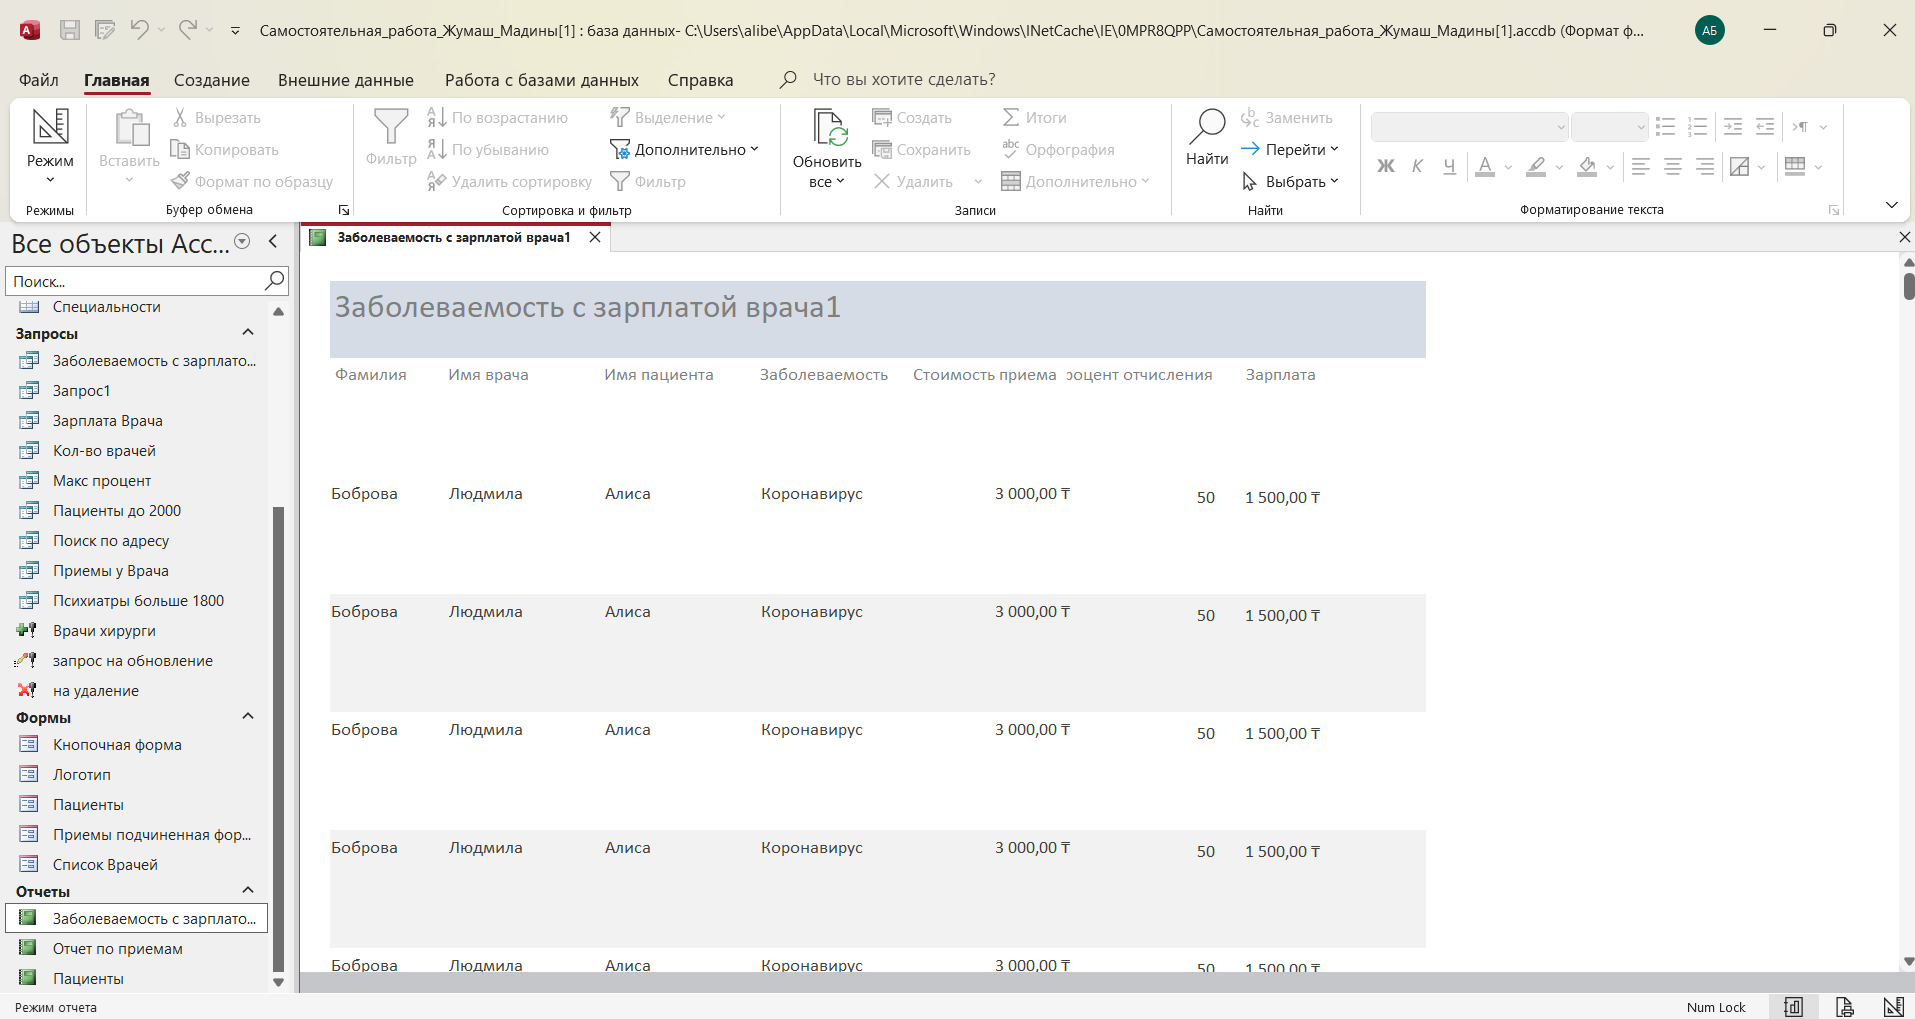 Самостоятельная_работа_Жумаш_Мадины[1] : база данных- C:\Users\alibe\AppData\Local\Microsoft\Windows\INetCache\IE\0MPR8QPP\Самостоятельная_работа_Жумаш_Мадины[1].accdb (Формат ф...
АБ
Файл Главная Создание Внешние данные Работа с базами данных Справка Что вы хотите сделать?
Режим
Режимы
Вставить
Вырезать
Копировать
Формат по образцу
Буфер обмена
Фильтр
По возрастанию
По убыванию
Удалить сортировку
Выделение
Дополнительно
Фильтр
Сортировка и фильтр
Обновить
все
Создать
Сохранить
Удалить
Итоги
Орфография
Дополнительно
Записи
Найти
Заменить
Перейти
Выбрать
Найти
Ж К Ч А
Форматирование текста
Все объекты Acc...
Поиск...
Специальности
Запросы
Заболеваемость с зарплато...
Запрос1
Зарплата Врача
Кол-во врачей
Макс процент
Пациенты до 2000
Поиск по адресу
Приемы у Врача
Психиатры больше 1800
Врачи хирурги
запрос на обновление
на удаление
Формы
Кнопочная форма
Логотип
Пациенты
Приемы подчиненная фор...
Список Врачей
Отчеты
Заболеваемость с зарплато...
Отчет по приемам
Пациенты
Заболеваемость с зарплатой врача1
Заболеваемость с зарплатой врача1
Фамилия Имя врача Имя пациента Заболеваемость Стоимость приема роцент отчисления Зарплата
Боброва Людмила Алиса Коронавирус 3 000,00 ₸ 50 1 500,00 ₸
Боброва Людмила Алиса Коронавирус 3 000,00 ₸ 50 1 500,00 ₸
Боброва Людмила Алиса Коронавирус 3 000,00 ₸ 50 1 500,00 ₸
Боброва Людмила Алиса Коронавирус 3 000,00 ₸ 50 1 500,00 ₸
Боброва Людмила Алиса Коронавирус 3 000,00 ₸ 50 1 500,00 ₸
Режим отчета
Num Lock